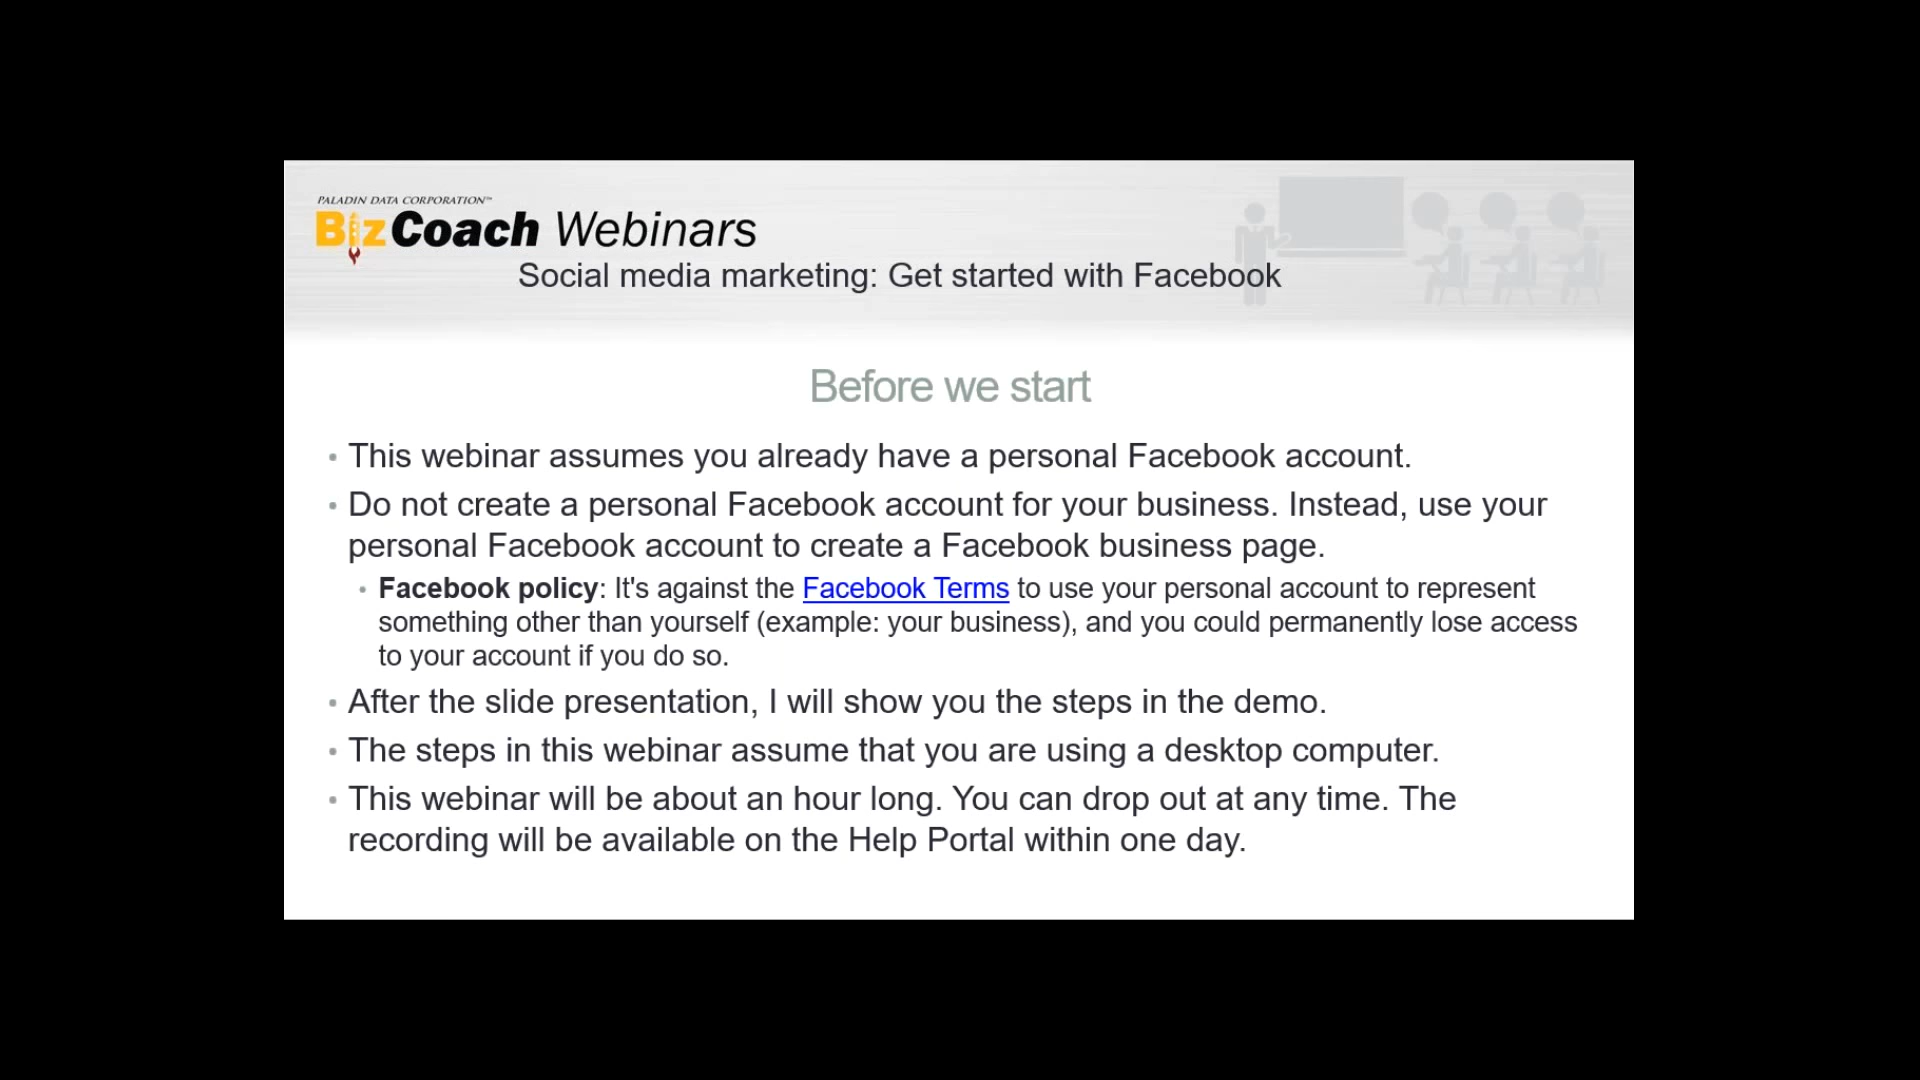 PALADIN DATA CORPORATION™
BizCoach Webinars
Social media marketing: Get started with Facebook
Before we start
• This webinar assumes you already have a personal Facebook account.
• Do not create a personal Facebook account for your business. Instead, use your
personal Facebook account to create a Facebook business page.
• Facebook policy: It's against the Facebook Terms to use your personal account to represent
something other than yourself (example: your business), and you could permanently lose access
to your account if you do so.
• After the slide presentation, I will show you the steps in the demo.
• The steps in this webinar assume that you are using a desktop computer.
• This webinar will be about an hour long. You can drop out at any time. The
recording will be available on the Help Portal within one day.